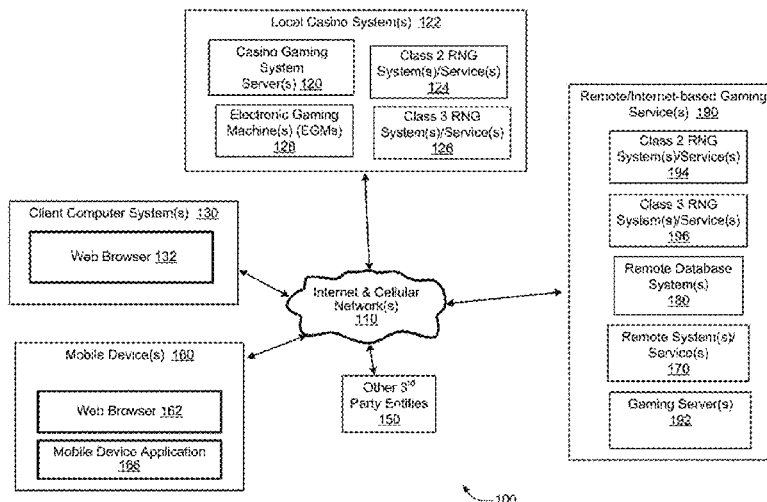 Local Casino System(s) 122
Casino Gaming
System
Server(s) 120
Class 2 RNG
System(s)/Service(s)
124
Electronic Gaming
Machine(s) (EGMs)
128
Class 3 RNG
System(s)/Service(s)
126
Remote/Internet-based Gaming
Service(s) 190
Class 2 RNG
System(s)/Service(s)
194
Class 3 RNG
System(s)/Service(s)
196
Remote Database
System(s)
180
Remote System(s)/
Service(s)
170
Gaming Server(s)
192
Client Computer System(s) 130
Web Browser 132
Internet & Cellular
Network(s)
110
Mobile Device(s) 160
Web Browser 162
Mobile Device Application
166
Other 3rd
Party Entities
150
100